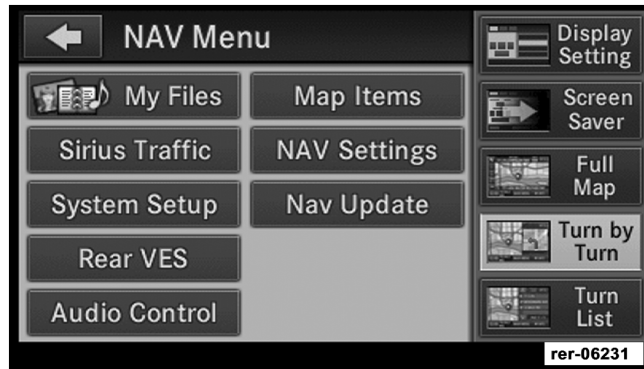 NAV Menu
My Files
Map Items
Sirius Traffic
NAV Settings
System Setup
Nav Update
Rear VES
Audio Control
Display
Setting
Screen
Saver
Full
Map
Turn by
Turn
Turn
List
rer-06231